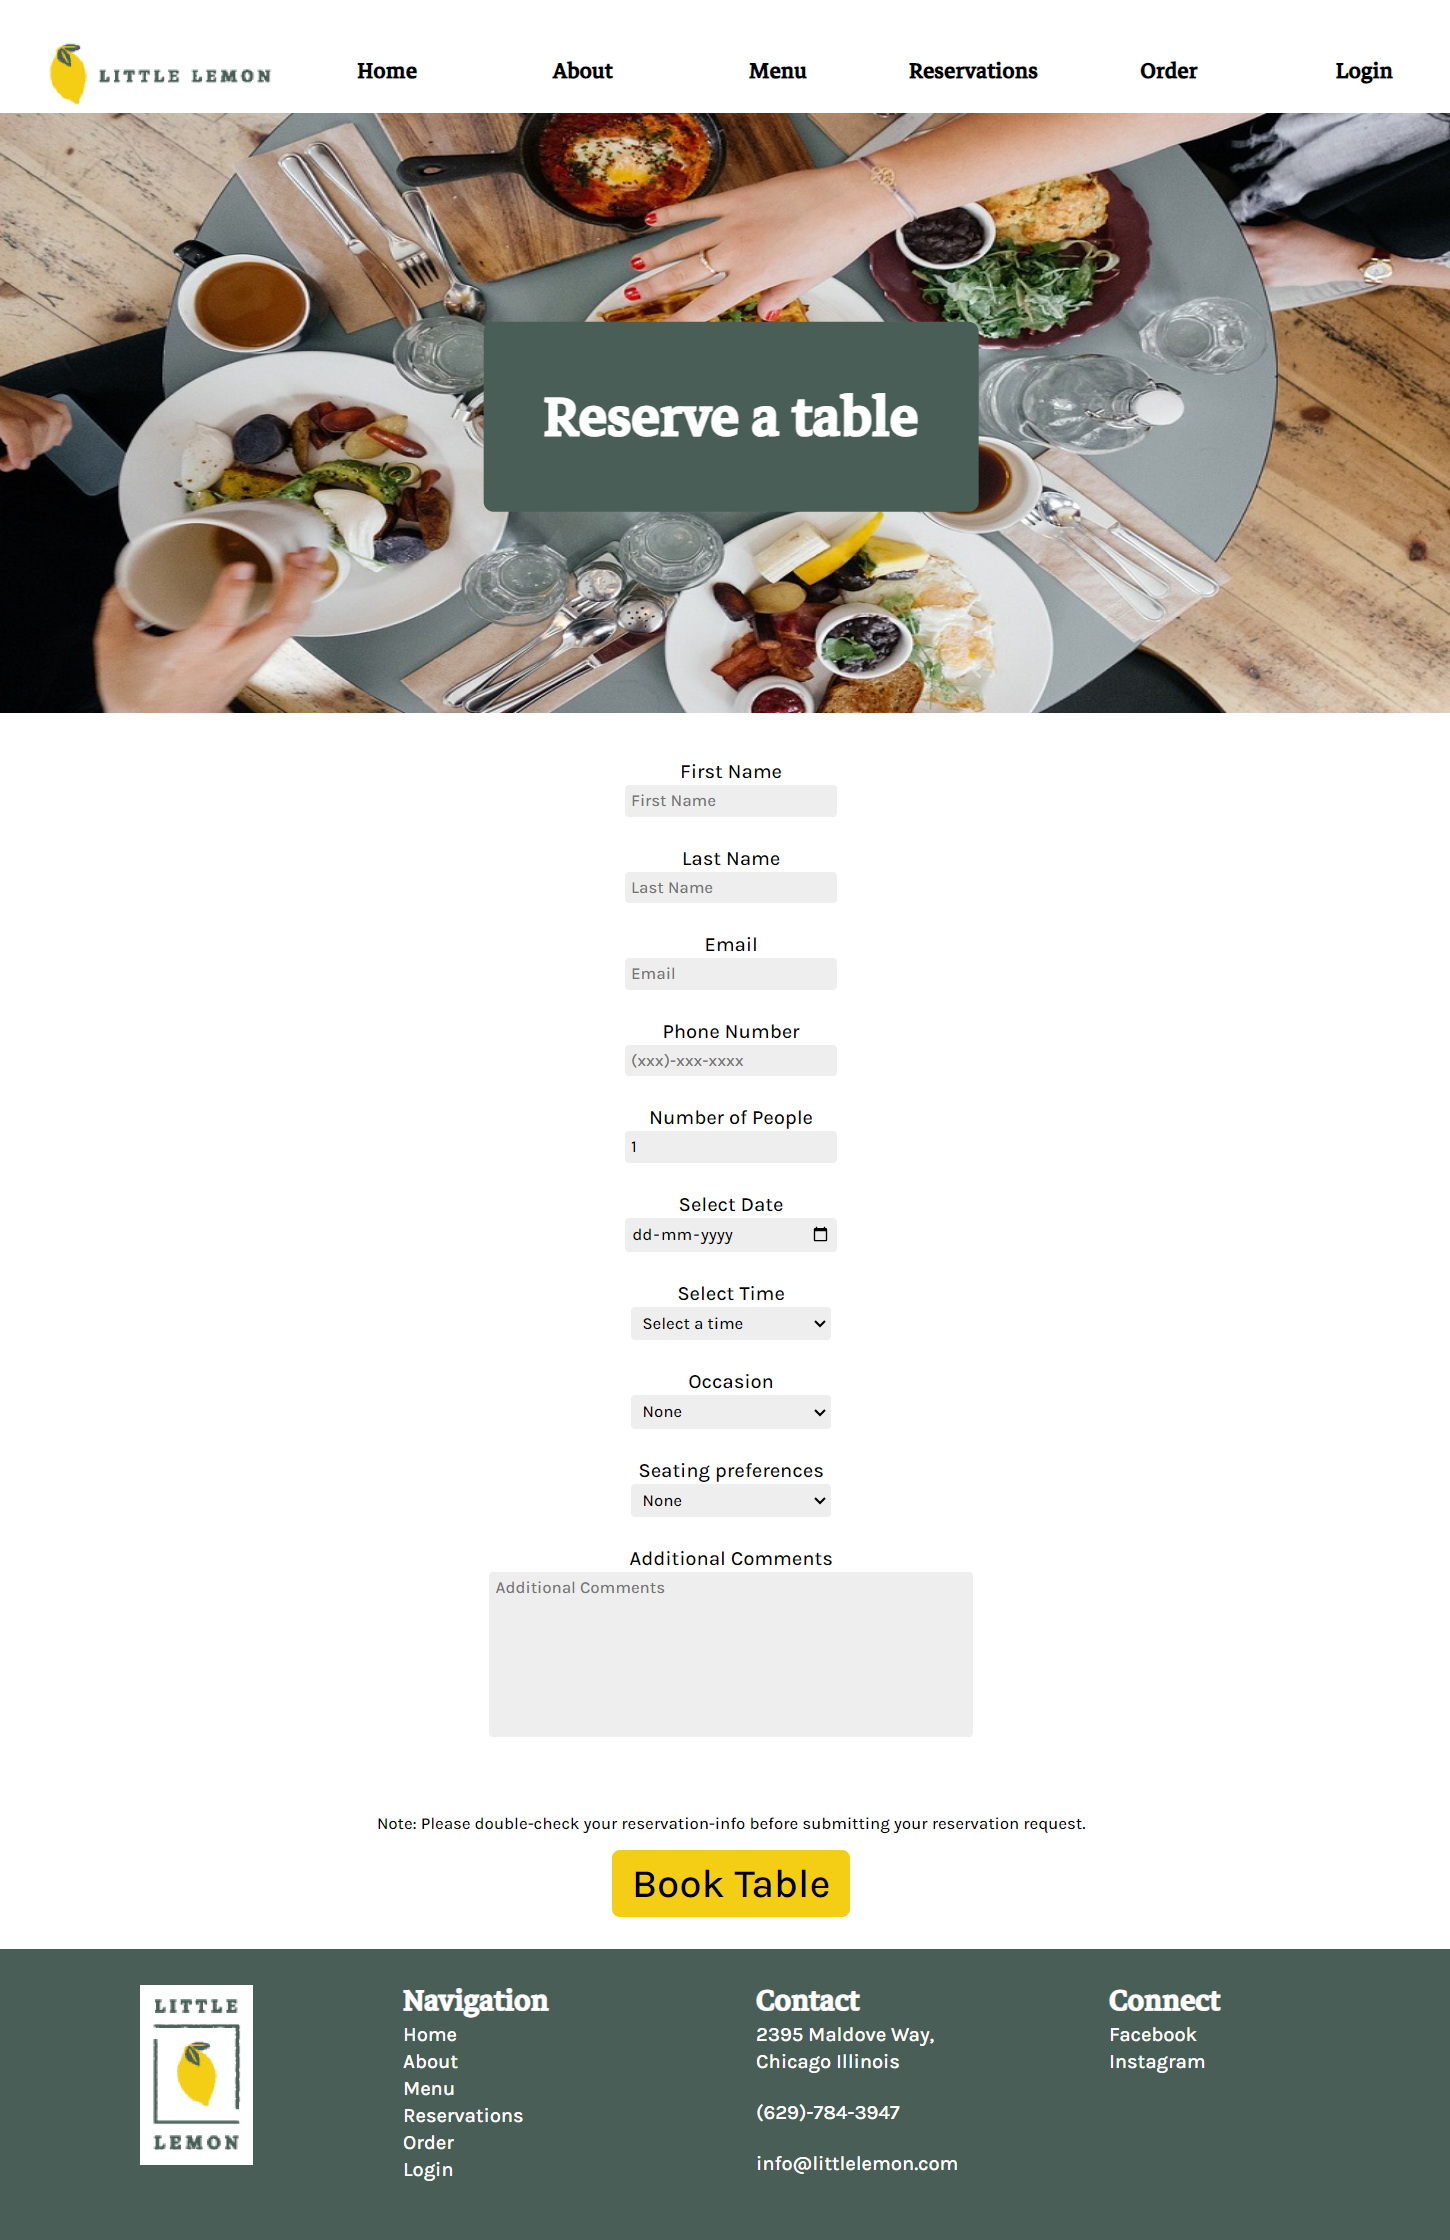 LITTLE LEMON
Home About Menu Reservations Order Login
Reserve a table
First Name
First Name
Last Name
Last Name
Email
Email
Phone Number
(xxx)-xxx-xxxx
Number of People
1
Select Date
dd-mm-yyyy
Select Time
Select a time
Occasion
None
Seating preferences
None
Additional Comments
Additional Comments
Note: Please double-check your reservation-info before submitting your reservation request.
Book Table
LITTLE
LEMON
Navigation
Home
About
Menu
Reservations
Order
Login
Contact
2395 Maldove Way,
Chicago Illinois
(629)-784-3947
info@littlelemon.com
Connect
Facebook
Instagram